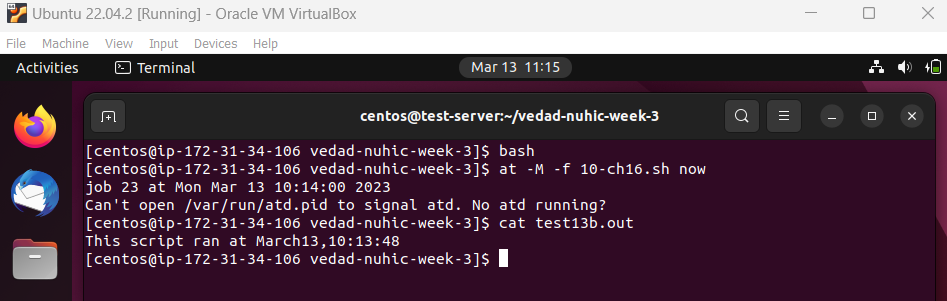 Ubuntu 22.04.2 [Running] - Oracle VM VirtualBox
File Machine View Input Devices Help
Activities Terminal Mar 13 11:15
centos@test-server:~/vedad-nuhic-week-3
[centos@ip-172-31-34-106 vedad-nuhic-week-3]$ bash
[centos@ip-172-31-34-106 vedad-nuhic-week-3]$ at -M -f 10-ch16.sh now
job 23 at Mon Mar 13 10:14:00 2023
Can't open /var/run/atd.pid to signal atd. No atd running?
[centos@ip-172-31-34-106 vedad-nuhic-week-3]$ cat test13b.out
This script ran at March13,10:13:48
[centos@ip-172-31-34-106 vedad-nuhic-week-3]$